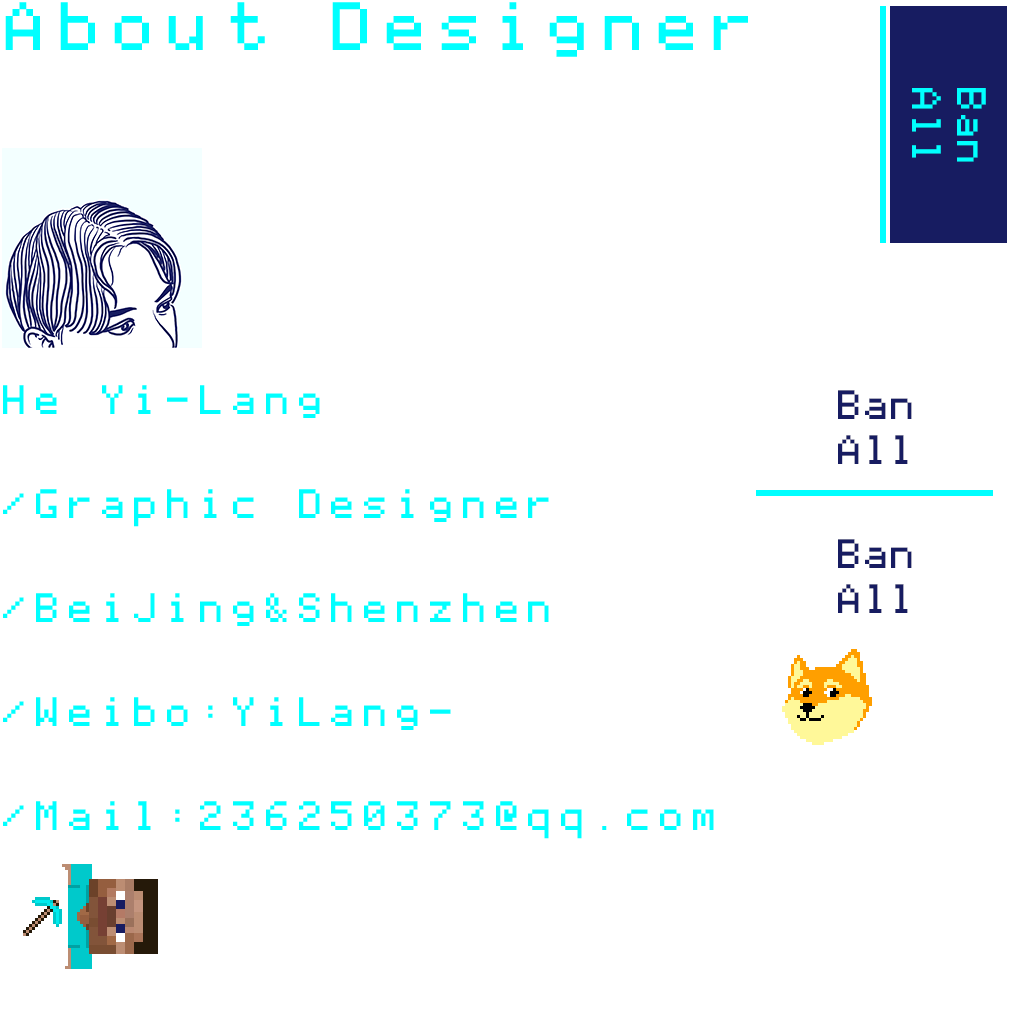 About Designer
Ban
All
He Yi-Lang
Ban
All
/Graphic Designer
Ban
All
/BeiJing&Shenzhen
/Weibo:YiLang-
/Mail:236250373@qq.com